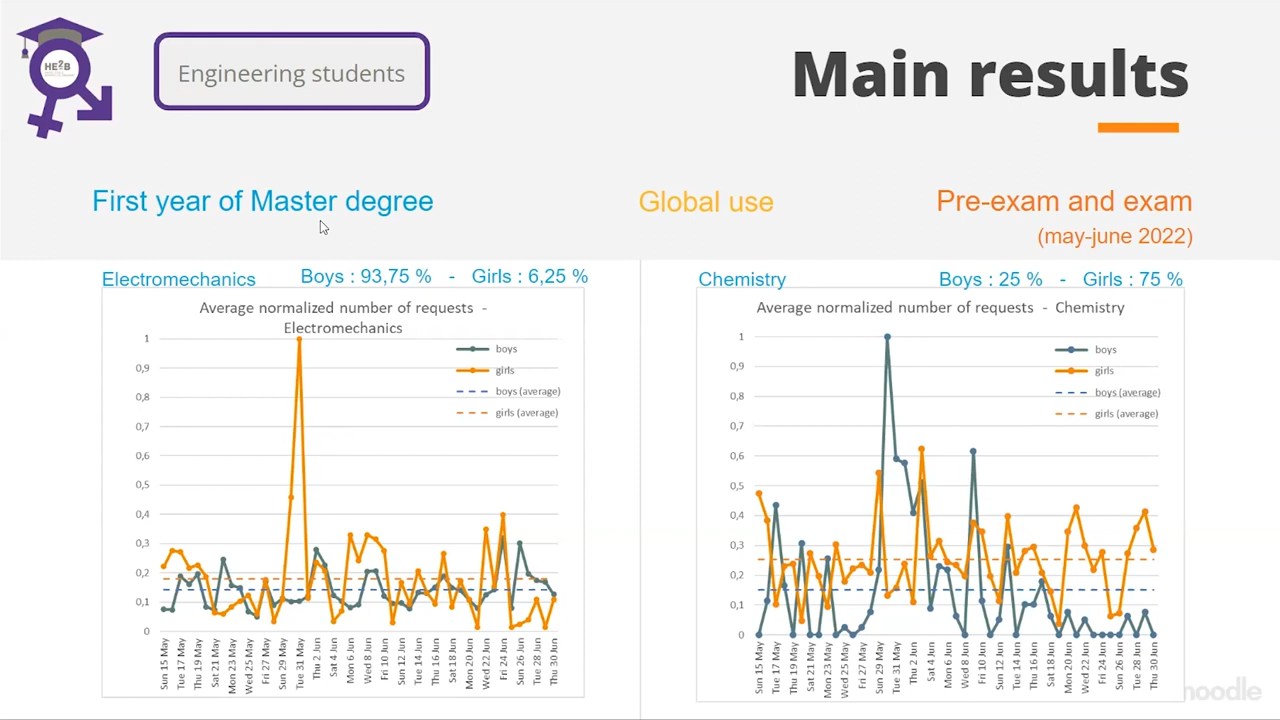 HE²B
Engineering students
Main results
First year of Master degree
Global use
Pre-exam and exam
(may-june 2022)
Electromechanics
Boys : 93,75 % - Girls : 6,25 %
Average normalized number of requests -
Electromechanics
1
0,9
0,8
0,7
0,6
0,5
0,4
0,3
0,2
0,1
0
boys
girls
boys (average)
girls (average)
Sun 15 May
Tue 17 May
Thu 19 May
Sat 21 May
Mon 23 May
Wed 25 May
Fri 27 May
Sun 29 May
Tue 31 May
Thu 2 Jun
Sat 4 Jun
Mon 6 Jun
Wed 8 Jun
Fri 10 Jun
Sun 12 Jun
Tue 14 Jun
Thu 16 Jun
Sat 18 Jun
Mon 20 Jun
Wed 22 Jun
Fri 24 Jun
Sun 26 Jun
Tue 28 Jun
Thu 30 Jun
Chemistry
Boys : 25 % - Girls : 75 %
Average normalized number of requests - Chemistry
1
0,9
0,8
0,7
0,6
0,5
0,4
0,3
0,2
0,1
0
boys
girls
boys (average)
girls (average)
Sun 15 May
Tue 17 May
Thu 19 May
Sat 21 May
Mon 23 May
Wed 25 May
Fri 27 May
Sun 29 May
Tue 31 May
Thu 2 Jun
Sat 4 Jun
Mon 6 Jun
Wed 8 Jun
Fri 10 Jun
Sun 12 Jun
Tue 14 Jun
Thu 16 Jun
Sat 18 Jun
Mon 20 Jun
Wed 22 Jun
Fri 24 Jun
Sun 26 Jun
Tue 28 Jun
Thu 30 Jun
moodle